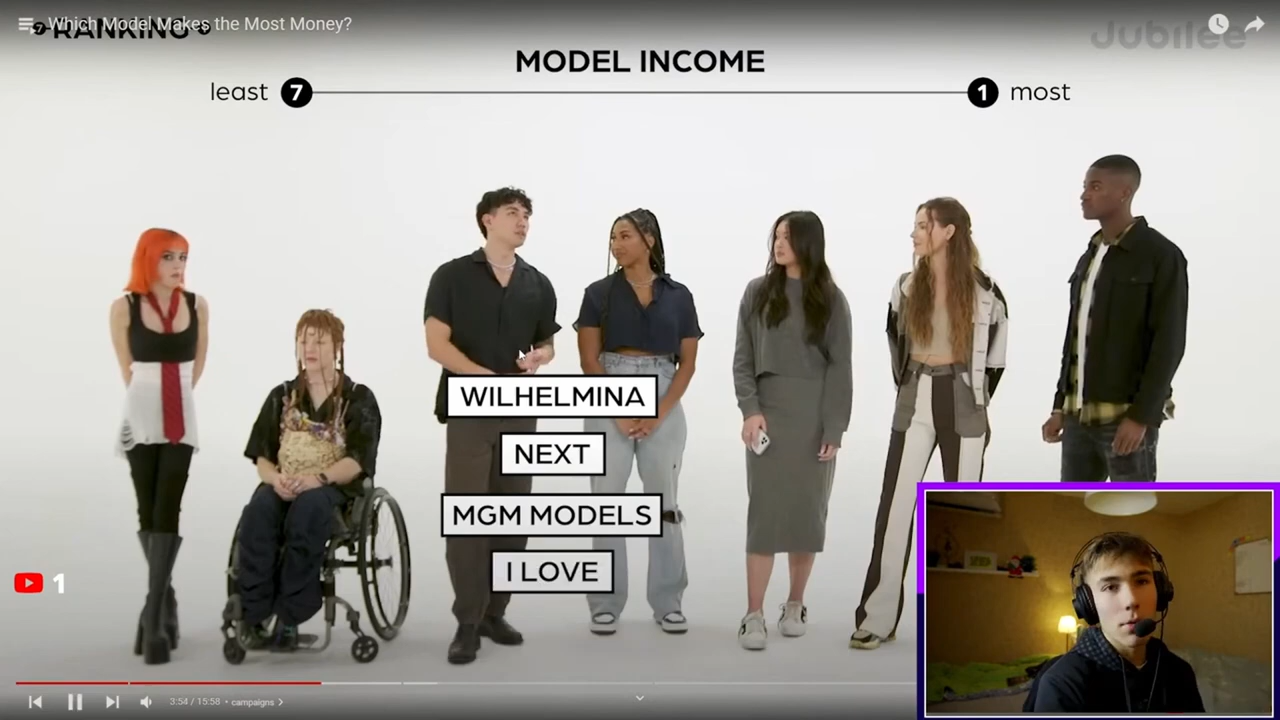 Which Model Makes the Most Money?
7 RANKING
Jubilee
MODEL INCOME
least 7
1 most
WILHELMINA
NEXT
MGM MODELS
I LOVE
1
3:54 / 15:58 • campaigns >